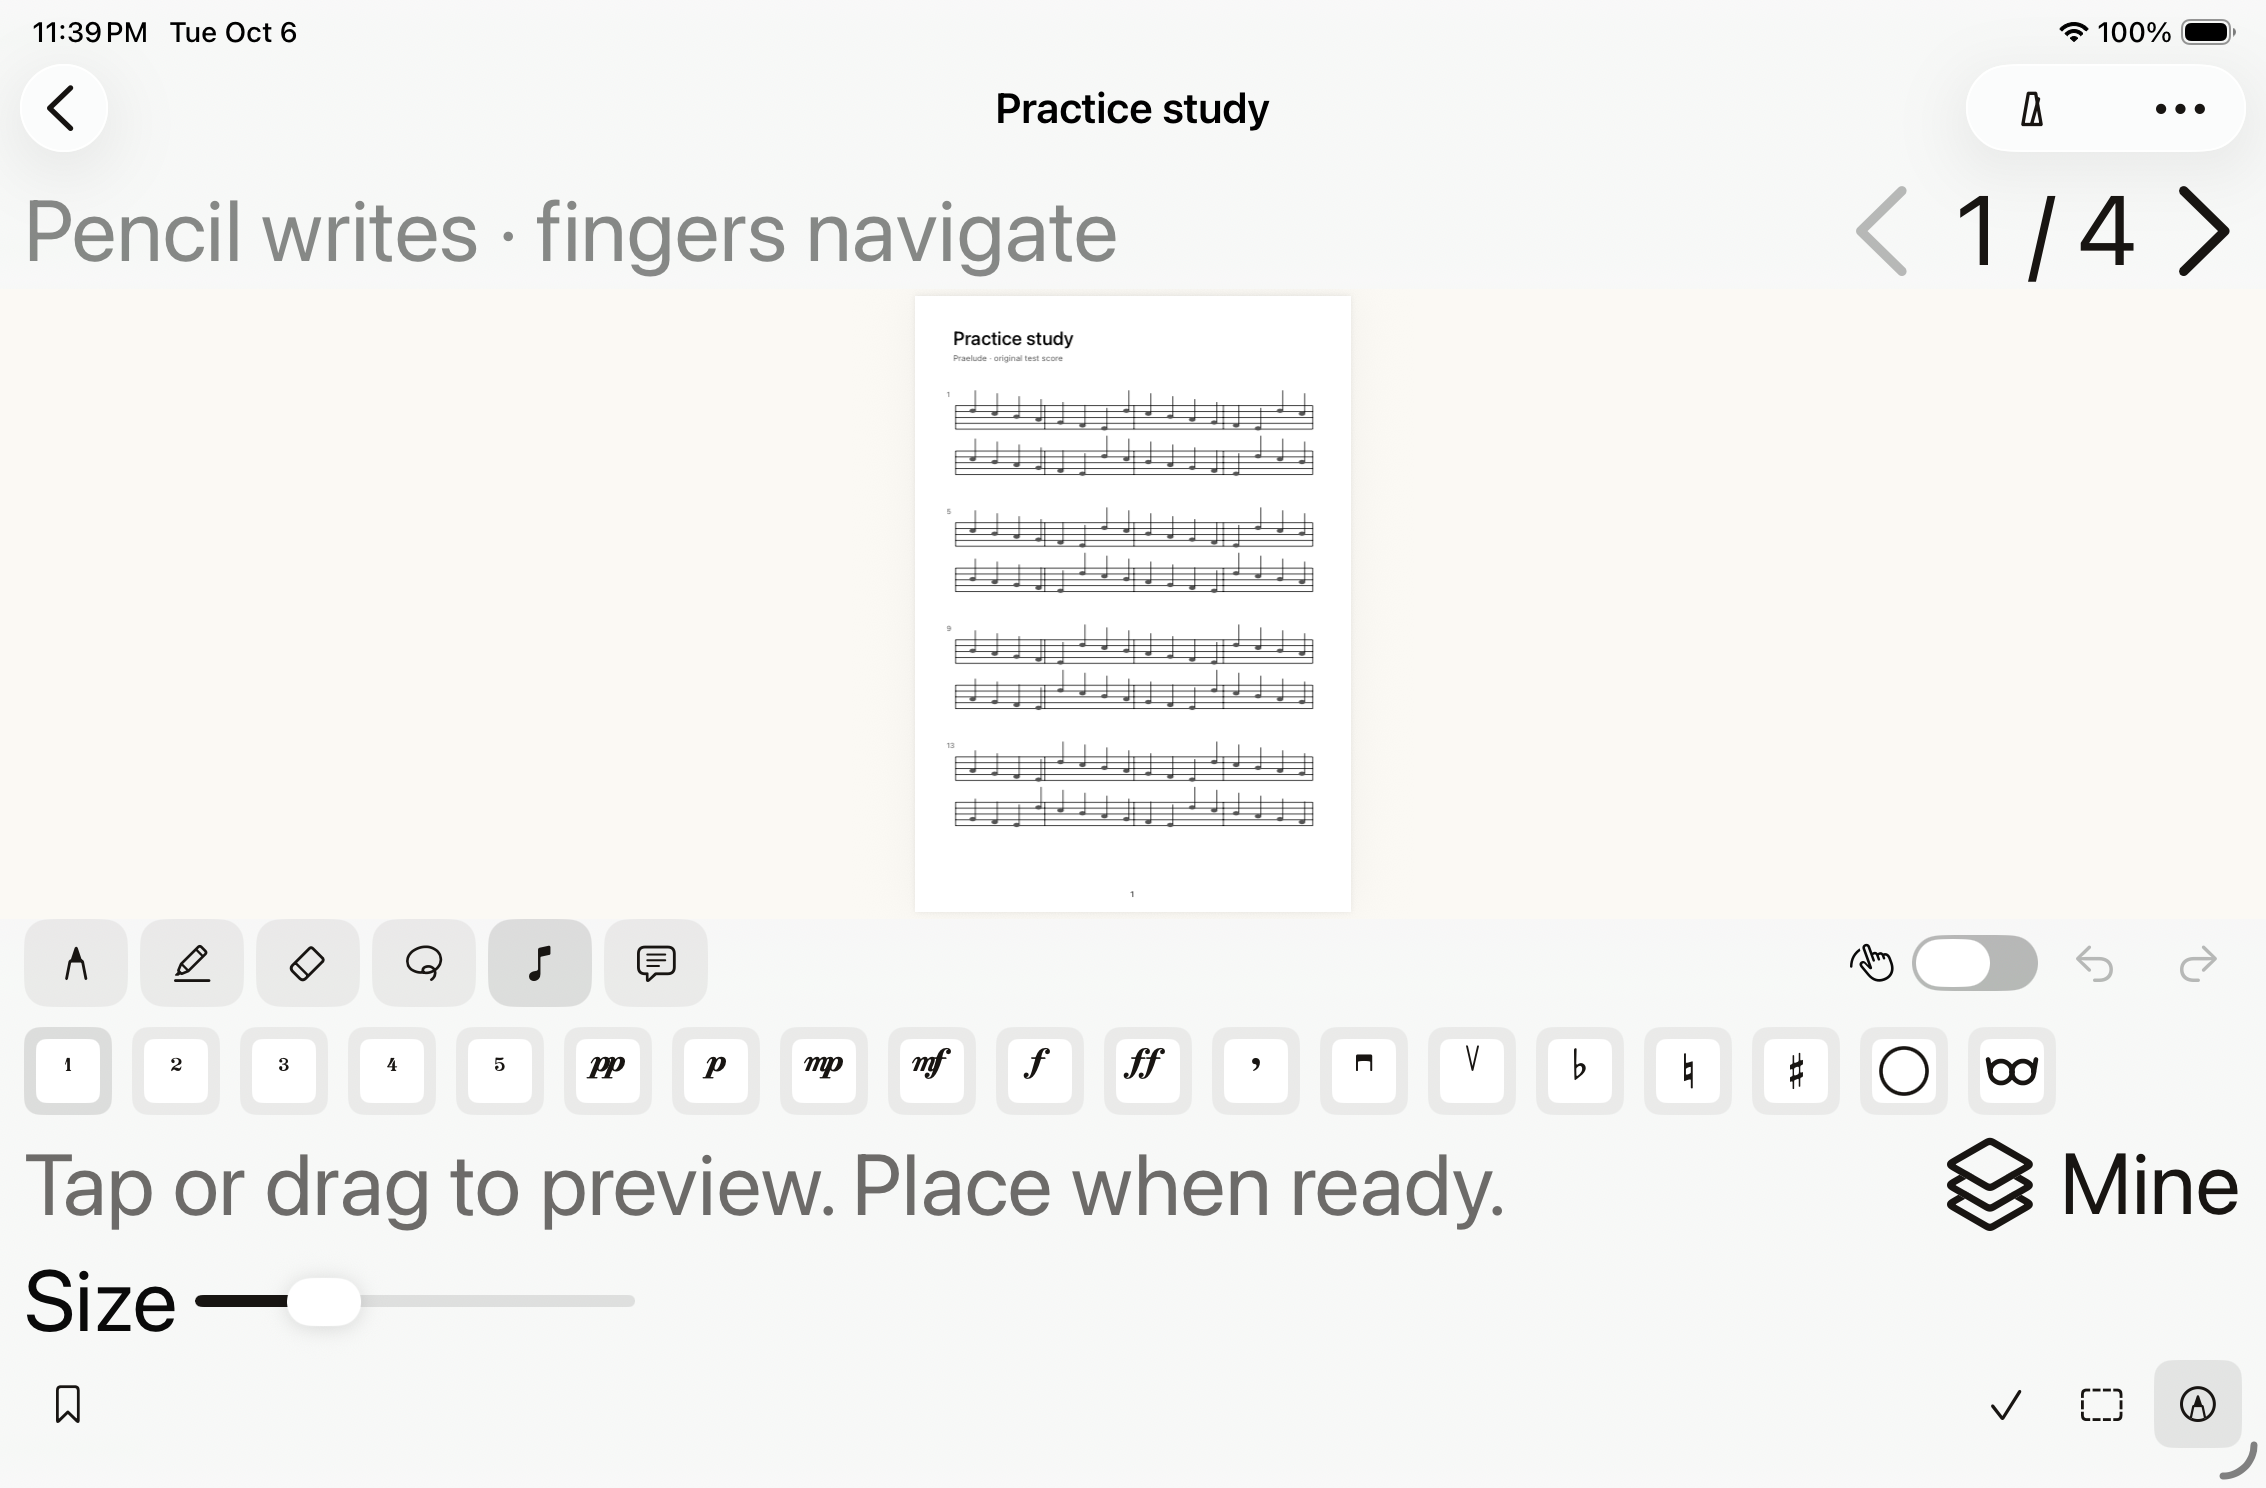 11:39 PM Tue Oct 6 100%
Practice study
Pencil writes · fingers navigate 1 / 4
Practice study
Praelude · original test score
1
5
9
13
1
1 2 3 4 5 pp p mp mf f ff
Tap or drag to preview. Place when ready. Mine
Size